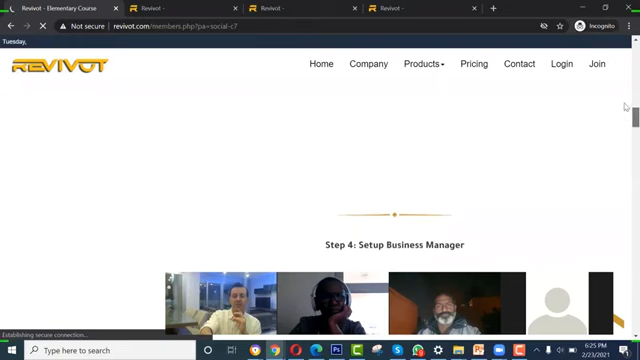 Revivot - Elementary Course
Revivot -
Revivot -
Revivot -
Not secure
revivot.com/members.php?pa=social-c7
Incognito
Tuesday,
REVIVOT
Home
Company
Products
Pricing
Contact
Login
Join
Step 4: Setup Business Manager
Establishing secure connection...
Type here to search
6:25 PM
2/23/2021